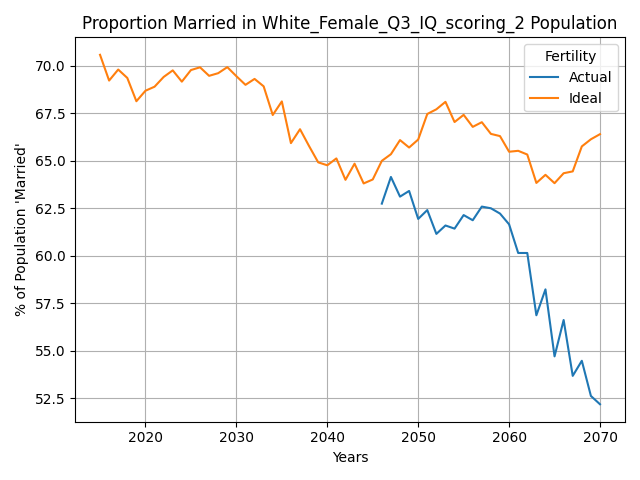 Proportion Married in White_Female_Q3_IQ_scoring_2 Population
% of Population 'Married'
70.0
67.5
65.0
62.5
60.0
57.5
55.0
52.5
Fertility
Actual
Ideal
2020 2030 2040 2050 2060 2070
Years